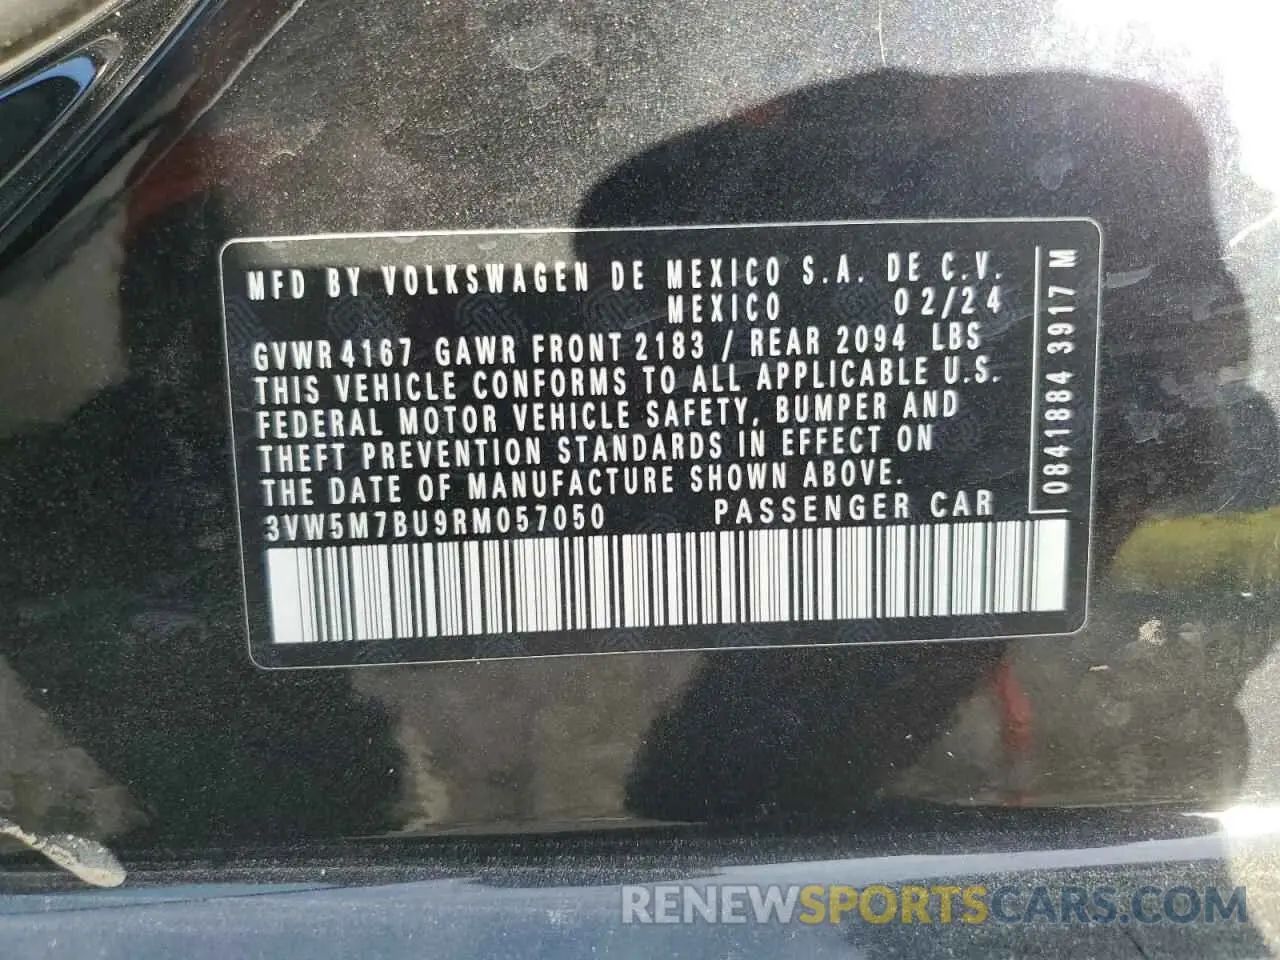 MFD BY VOLKSWAGEN DE MEXICO S.A. DE C.V.
MEXICO 02/24
GVWR 4167 GAWR FRONT 2183 / REAR 2094 LBS
THIS VEHICLE CONFORMS TO ALL APPLICABLE U.S.
FEDERAL MOTOR VEHICLE SAFETY, BUMPER AND
THEFT PREVENTION STANDARDS IN EFFECT ON
THE DATE OF MANUFACTURE SHOWN ABOVE.
3VW5M7BU9RM057050 PASSENGER CAR
0841884 3917 M
RENEWSPORTSCARS.COM